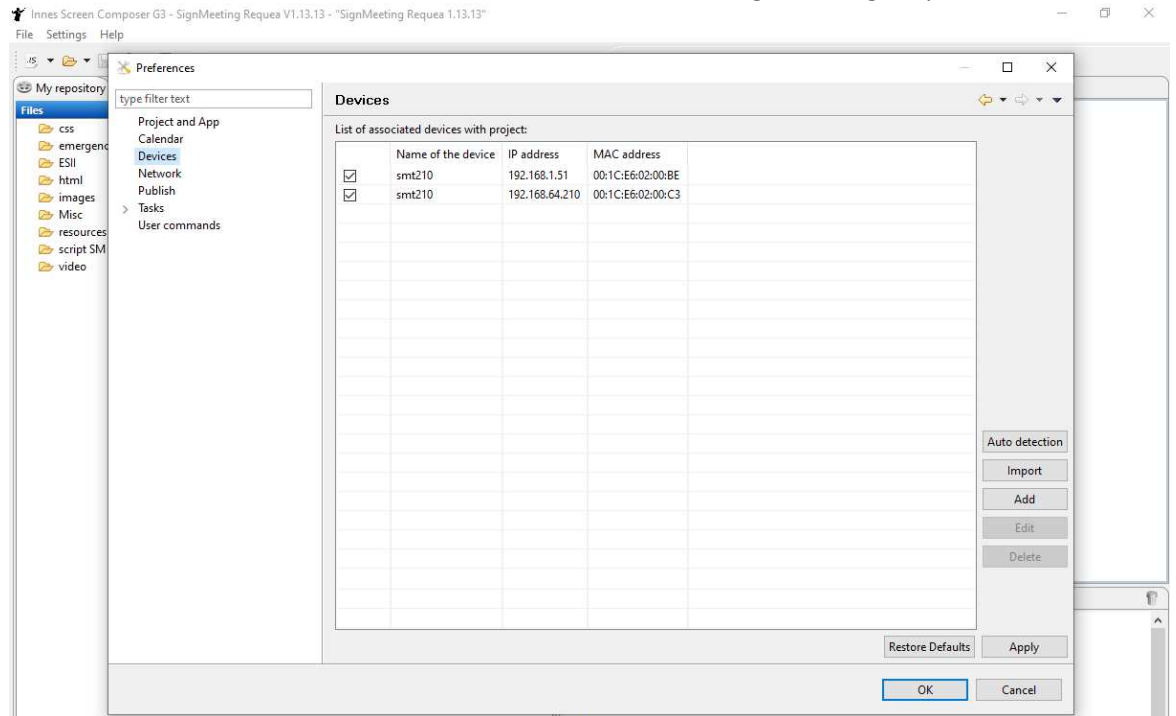 Innes Screen Composer G3 - SignMeeting Requea V1.13.13 - "SignMeeting Requea 1.13.13"
File Settings Help
Preferences
My repository
Files
css
emergenc
ESII
html
images
Misc
resources
script SM
video
type filter text
Project and App
Calendar
Devices
Network
Publish
Tasks
User commands
Devices
List of associated devices with project:
Name of the device IP address MAC address
smt210 192.168.1.51 00:1C:E6:02:00:BE
smt210 192.168.64.210 00:1C:E6:02:00:C3
Auto detection
Import
Add
Edit
Delete
Restore Defaults Apply
OK Cancel